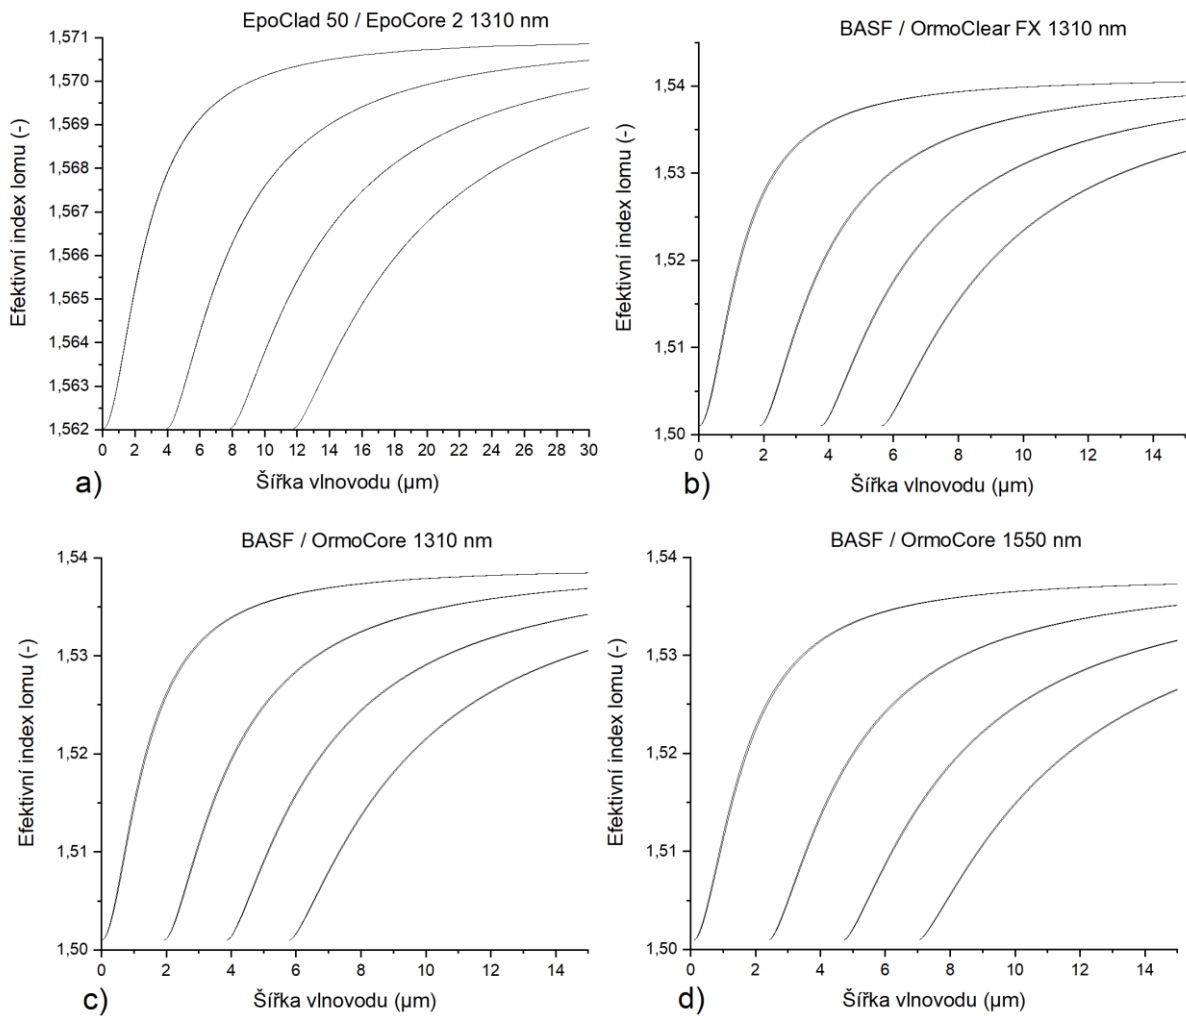 EpoClad 50 / EpoCore 2 1310 nm
1,571
1,570
1,569
1,568
1,567
1,566
1,565
1,564
1,563
1,562
Efektivní index lomu (-)
0 2 4 6 8 10 12 14 16 18 20 22 24 26 28 30
Šířka vlnovodu (µm)
a)
BASF / OrmoClear FX 1310 nm
1,54
1,53
1,52
1,51
1,50
Efektivní index lomu (-)
0 2 4 6 8 10 12 14
Šířka vlnovodu (µm)
b)
BASF / OrmoCore 1310 nm
1,54
1,53
1,52
1,51
1,50
Efektivní index lomu (-)
0 2 4 6 8 10 12 14
Šířka vlnovodu (µm)
c)
BASF / OrmoCore 1550 nm
1,54
1,53
1,52
1,51
1,50
Efektivní index lomu (-)
0 2 4 6 8 10 12 14
Šířka vlnovodu (µm)
d)